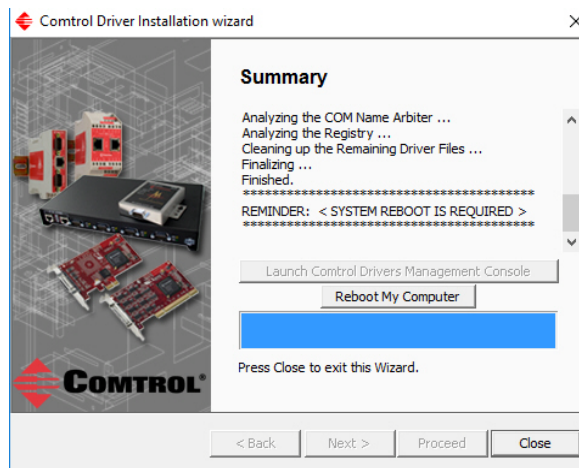 Comtrol Driver Installation wizard
Summary
Analyzing the COM Name Arbiter ...
Analyzing the Registry ...
Cleaning up the Remaining Driver Files ...
Finalizing ...
Finished.
******************************************
REMINDER:  < SYSTEM REBOOT IS REQUIRED >
******************************************
Launch Comtrol Drivers Management Console
Reboot My Computer
Press Close to exit this Wizard.
COMTROL®
< Back
Next >
Proceed
Close